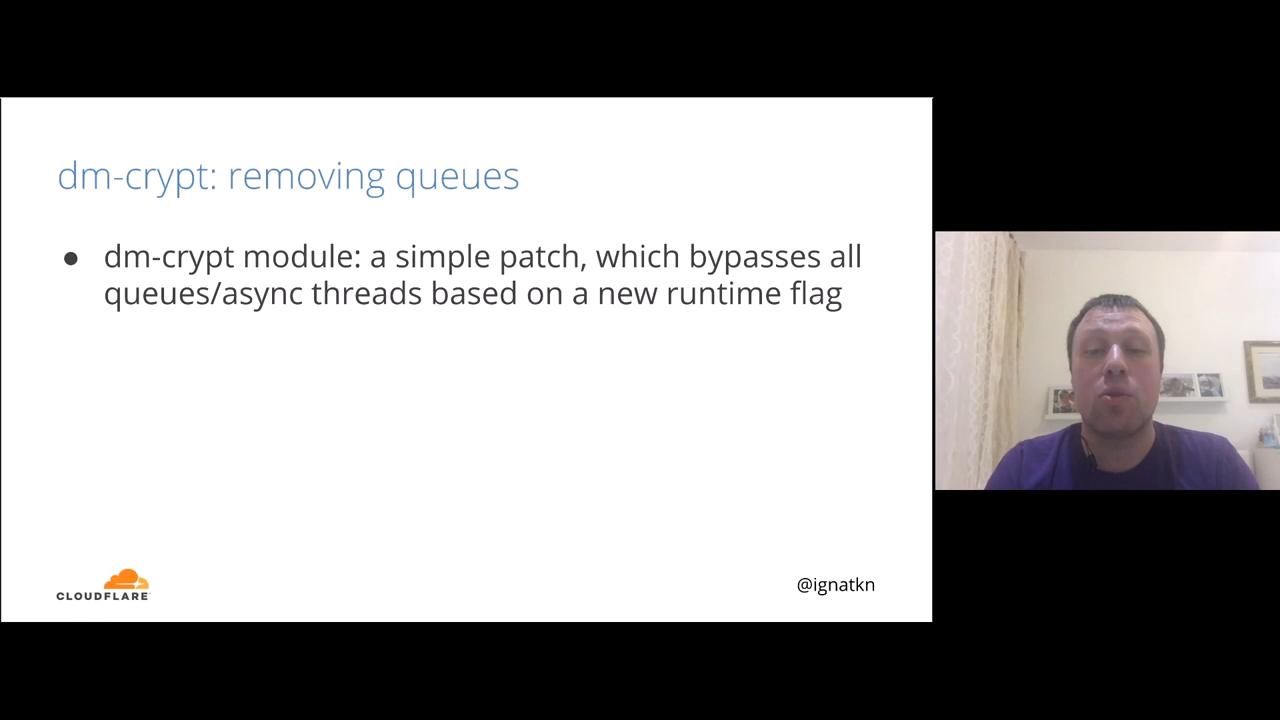 dm-crypt: removing queues
● dm-crypt module: a simple patch, which bypasses all
queues/async threads based on a new runtime flag
CLOUDFLARE
@ignatkn